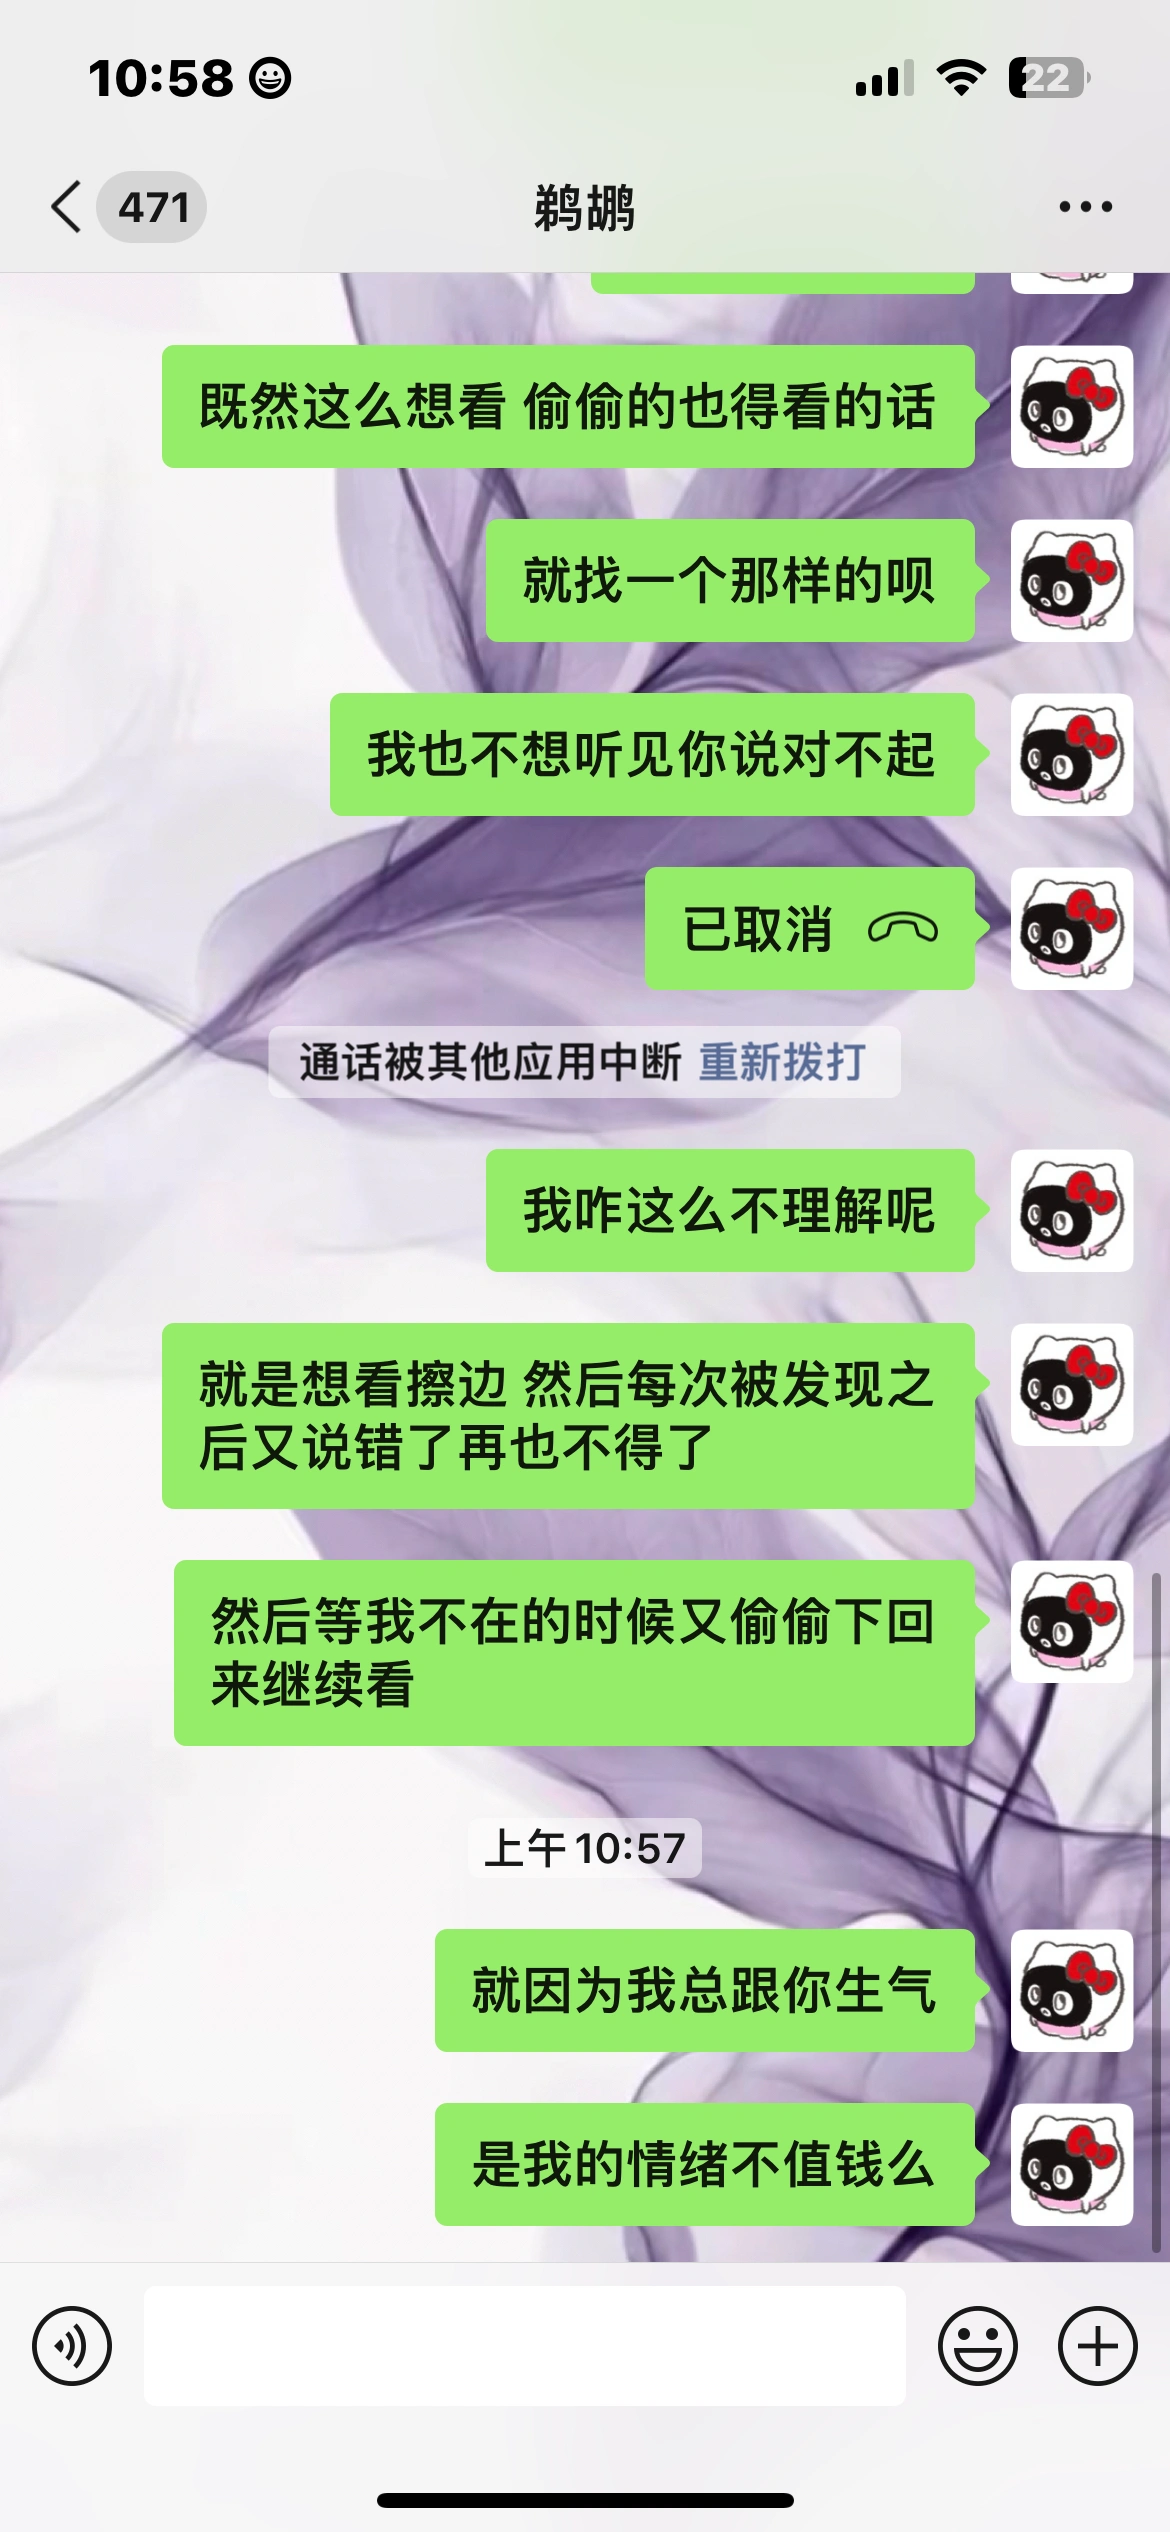 10:58
22
471
鹈鹕
既然这么想看 偷偷的也得看的话
就找一个那样的呗
我也不想听见你说对不起
已取消
通话被其他应用中断 重新拨打
我咋这么不理解呢
就是想看擦边 然后每次被发现之
后又说错了再也不得了
然后等我不在的时候又偷偷下回
来继续看
上午10:57
就因为我总跟你生气
是我的情绪不值钱么